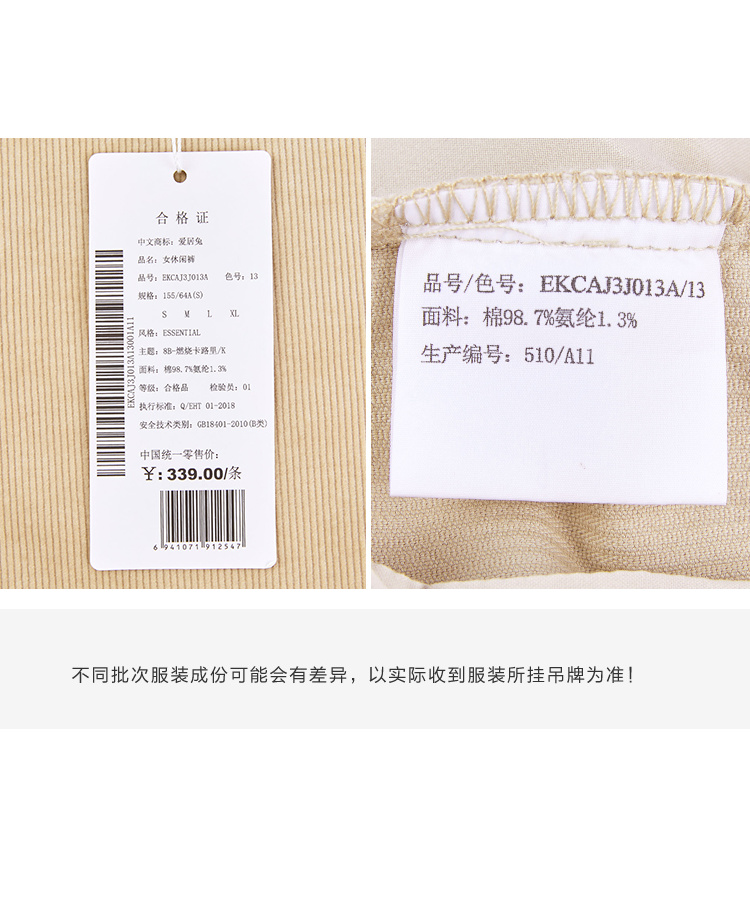 合格证
中文商标: 爱居兔
品名: 女休闲裤
品号: EKCAJ3J013A 色号: 13
规格: 155/64A(S)
S M L XL
风格: ESSENTIAL
主题: 8B-燃烧卡路里/K
面料: 棉98.7%氨纶1.3%
等级: 合格品 检验员: 01
执行标准: Q/EHT 01-2018
安全技术类别: GB18401-2010(B类)
中国统一零售价:
¥: 339.00/条
6 941071 912547
EKCAJ3J013A13001A11
品号/色号: EKCAJ3J013A/13
面料: 棉98.7%氨纶1.3%
生产编号: 510/A11
不同批次服装成份可能会有差异，以实际收到服装所挂吊牌为准！